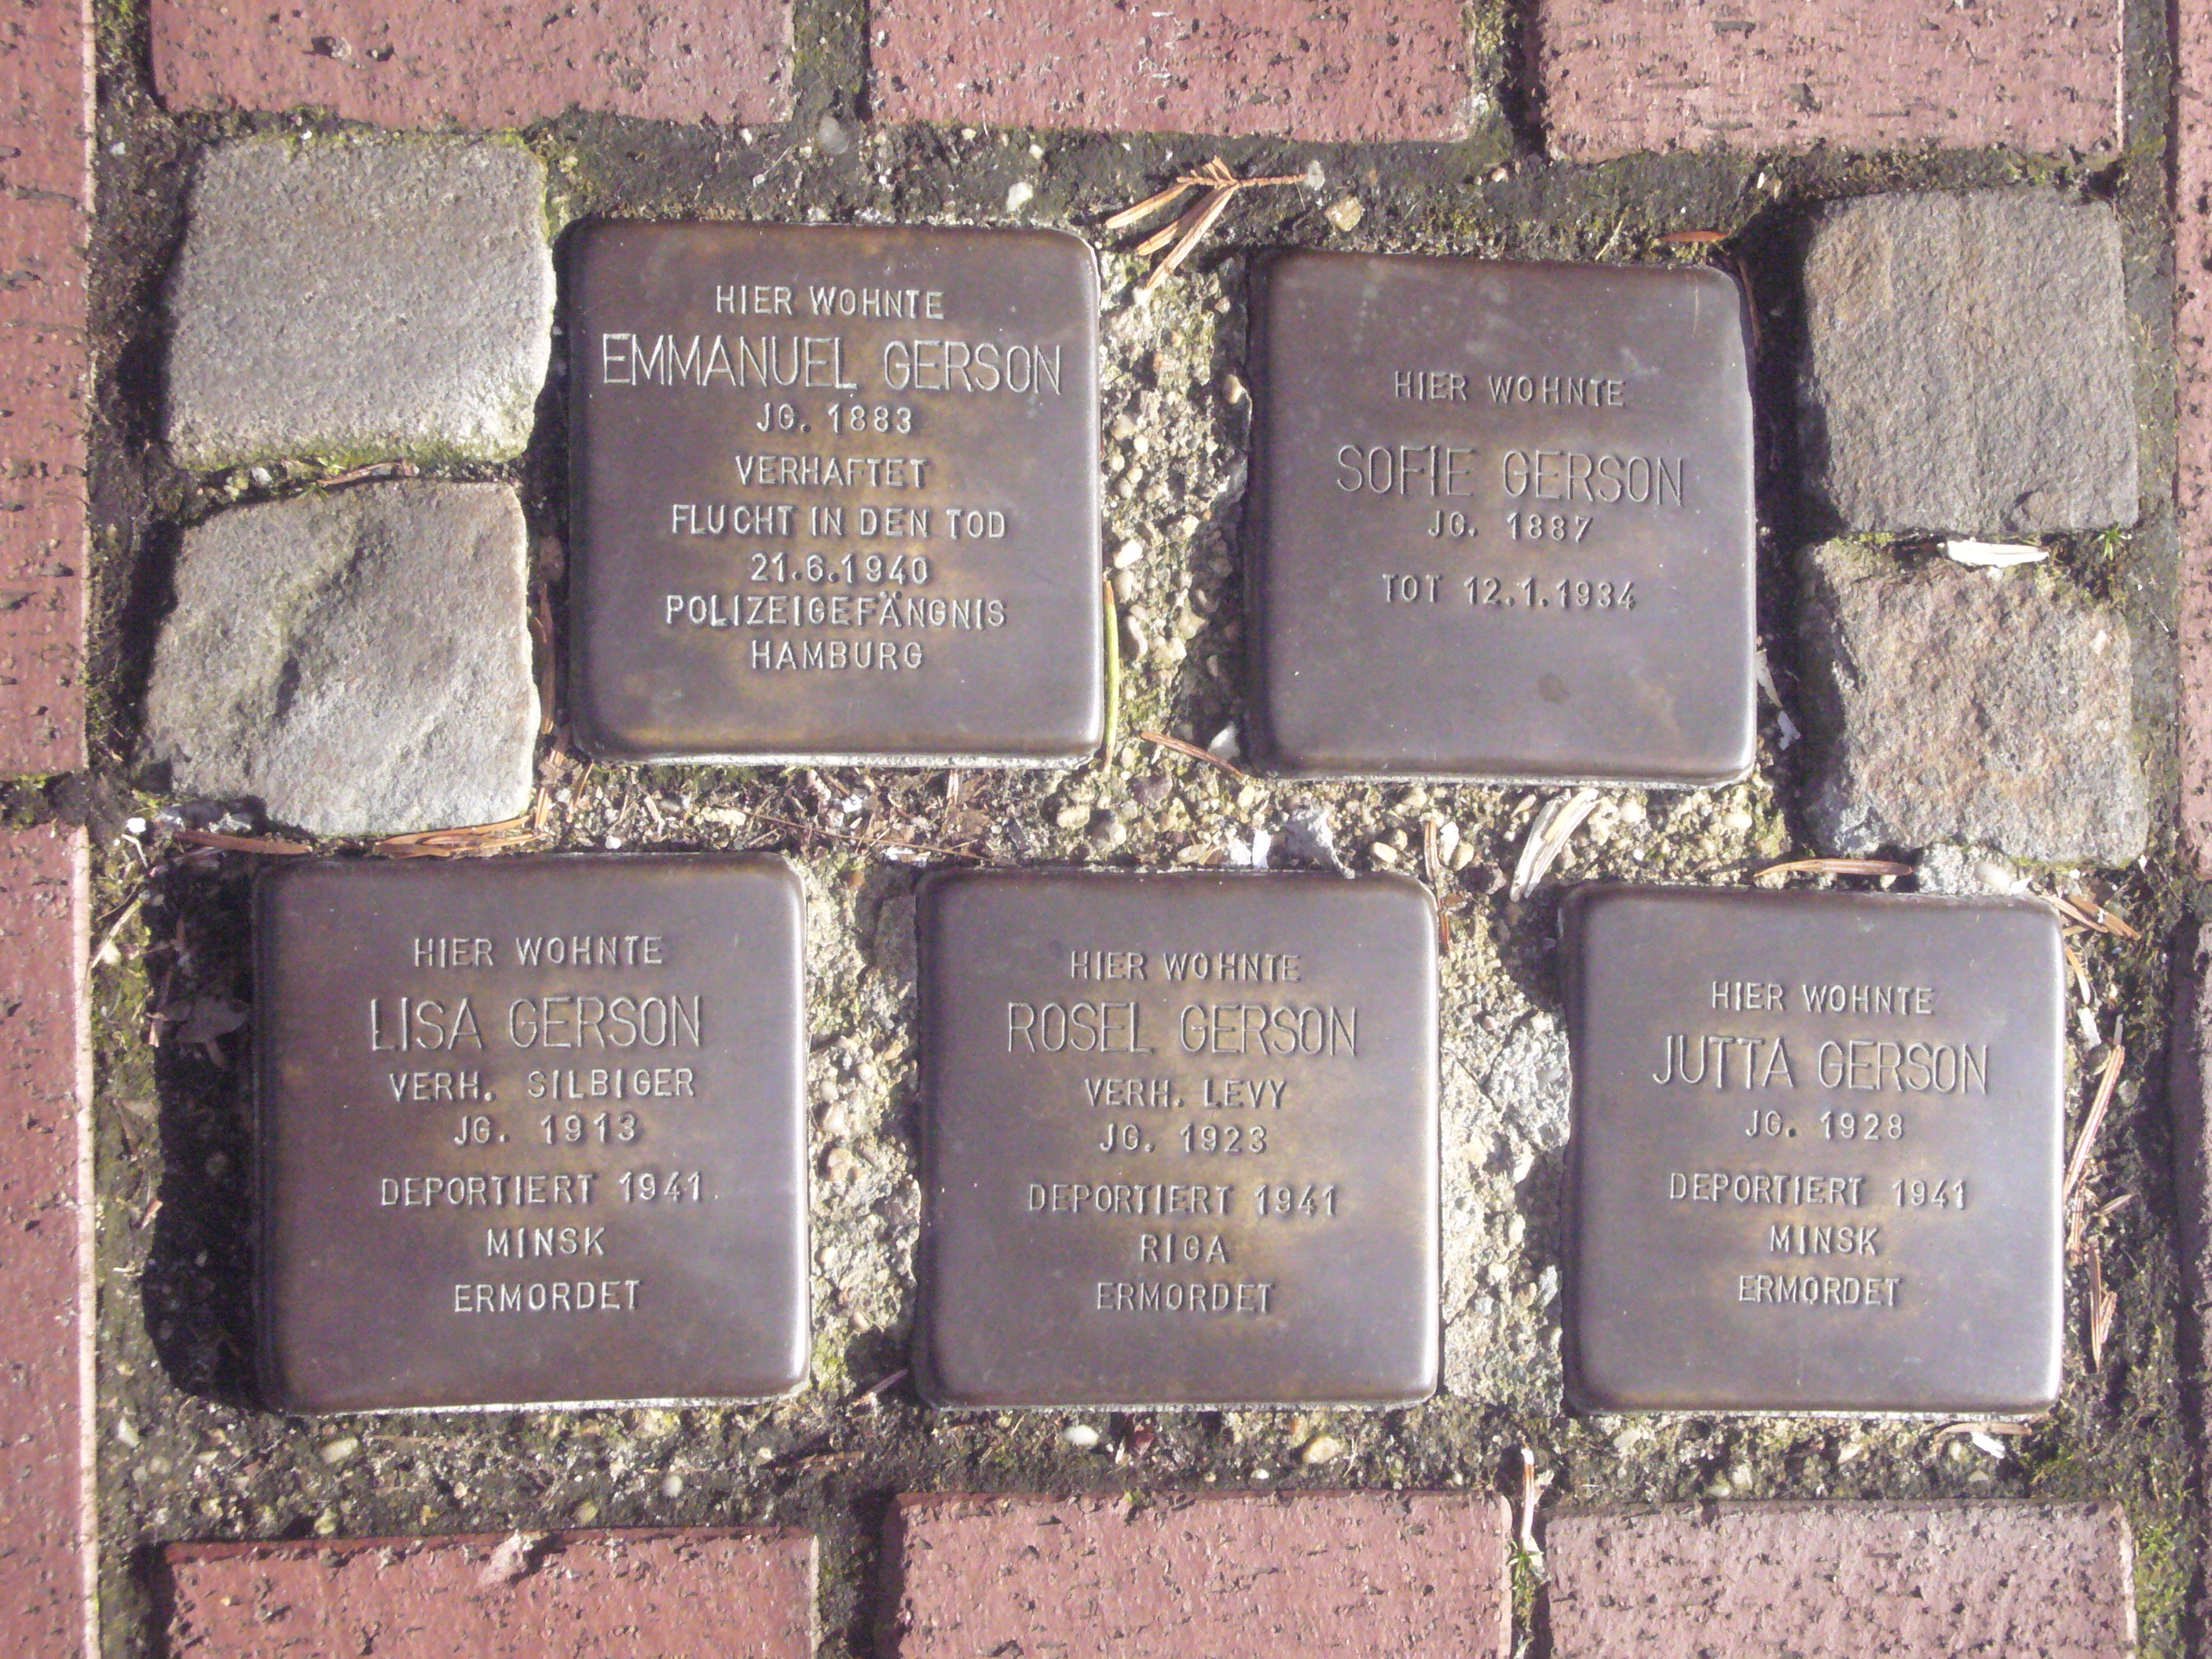 HIER WOHNTE
EMMANUEL GERSON
JG. 1883
VERHAFTET
FLUCHT IN DEN TOD
21.6.1940
POLIZEIGEFÄNGNIS
HAMBURG
HIER WOHNTE
SOFIE GERSON
JG. 1887
TOT 12.1.1934
HIER WOHNTE
LISA GERSON
VERH. SILBIGER
JG. 1913
DEPORTIERT 1941
MINSK
ERMORDET
HIER WOHNTE
ROSEL GERSON
VERH. LEVY
JG. 1923
DEPORTIERT 1941
RIGA
ERMORDET
HIER WOHNTE
JUTTA GERSON
JG. 1928
DEPORTIERT 1941
MINSK
ERMORDET